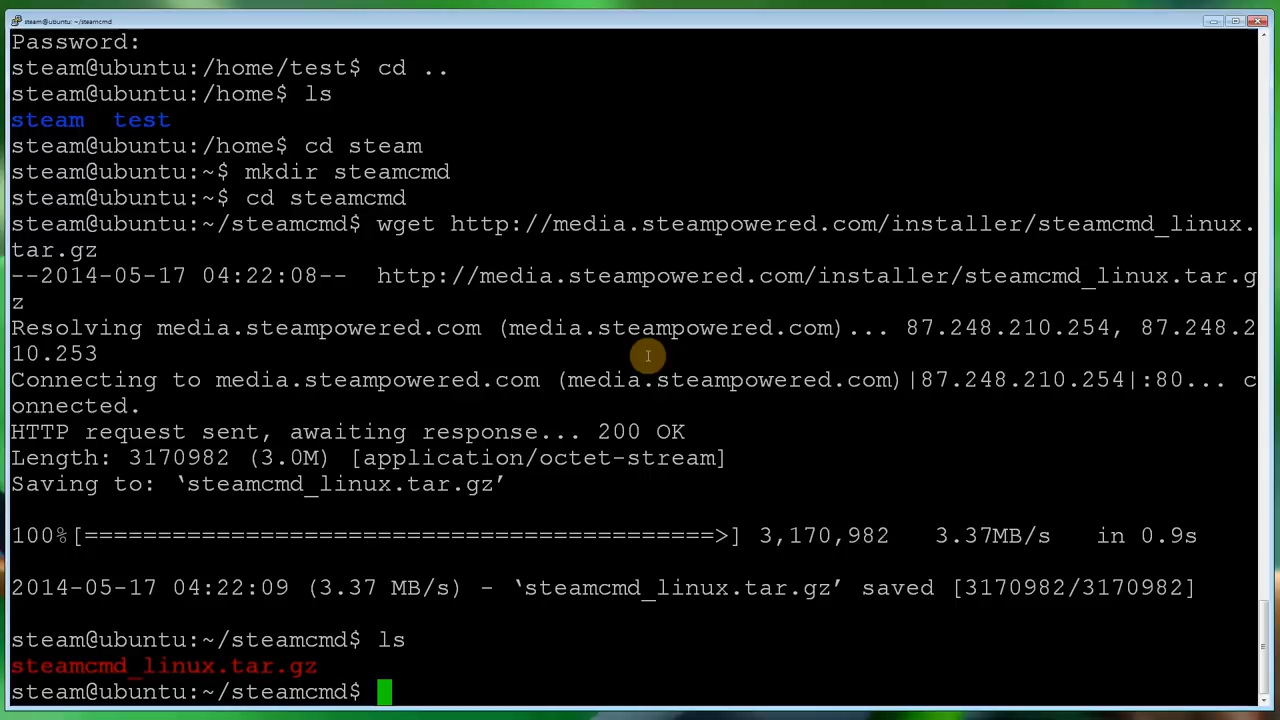 steam@ubuntu: ~/steamcmd
Password:
steam@ubuntu:/home/test$ cd ..
steam@ubuntu:/home$ ls
steam  test
steam@ubuntu:/home$ cd steam
steam@ubuntu:~$ mkdir steamcmd
steam@ubuntu:~$ cd steamcmd
steam@ubuntu:~/steamcmd$ wget http://media.steampowered.com/installer/steamcmd_linux.
tar.gz
--2014-05-17 04:22:08--  http://media.steampowered.com/installer/steamcmd_linux.tar.g
z
Resolving media.steampowered.com (media.steampowered.com)... 87.248.210.254, 87.248.2
10.253
Connecting to media.steampowered.com (media.steampowered.com)|87.248.210.254|:80... c
onnected.
HTTP request sent, awaiting response... 200 OK
Length: 3170982 (3.0M) [application/octet-stream]
Saving to: ‘steamcmd_linux.tar.gz’
100%[===========================================>] 3,170,982   3.37MB/s   in 0.9s
2014-05-17 04:22:09 (3.37 MB/s) - ‘steamcmd_linux.tar.gz’ saved [3170982/3170982]
steam@ubuntu:~/steamcmd$ ls
steamcmd_linux.tar.gz
steam@ubuntu:~/steamcmd$